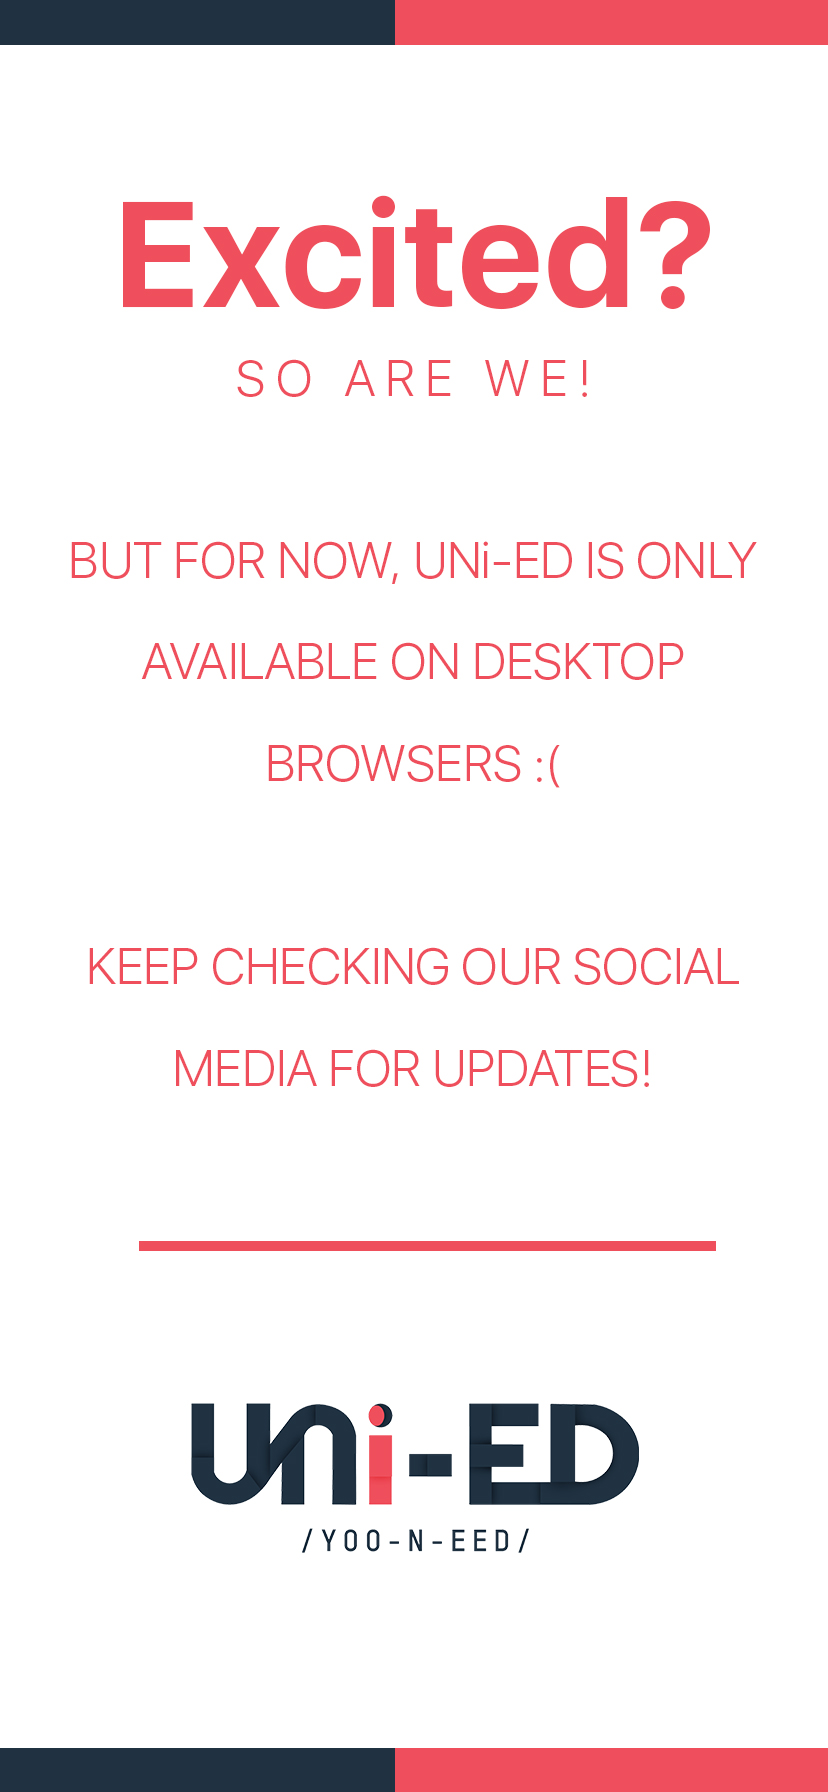 Excited?
SO ARE WE!
BUT FOR NOW, UNi-ED IS ONLY
AVAILABLE ON DESKTOP
BROWSERS :(
KEEP CHECKING OUR SOCIAL
MEDIA FOR UPDATES!
UNi-ED
/YOO-N-EED/